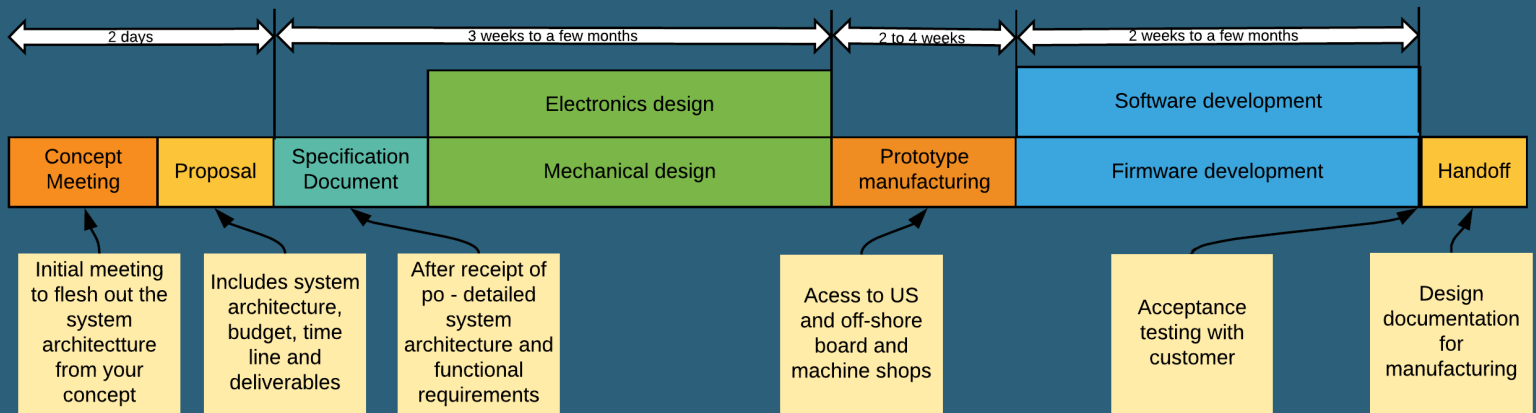 2 days
3 weeks to a few months
2 to 4 weeks
2 weeks to a few months
Electronics design
Software development
Concept
Meeting
Proposal
Specification
Document
Mechanical design
Prototype
manufacturing
Firmware development
Handoff
Initial meeting
to flesh out the
system
architectture
from your
concept
Includes system
architecture,
budget, time
line and
deliverables
After receipt of
po - detailed
system
architecture and
functional
requirements
Acess to US
and off-shore
board and
machine shops
Acceptance
testing with
customer
Design
documentation
for
manufacturing